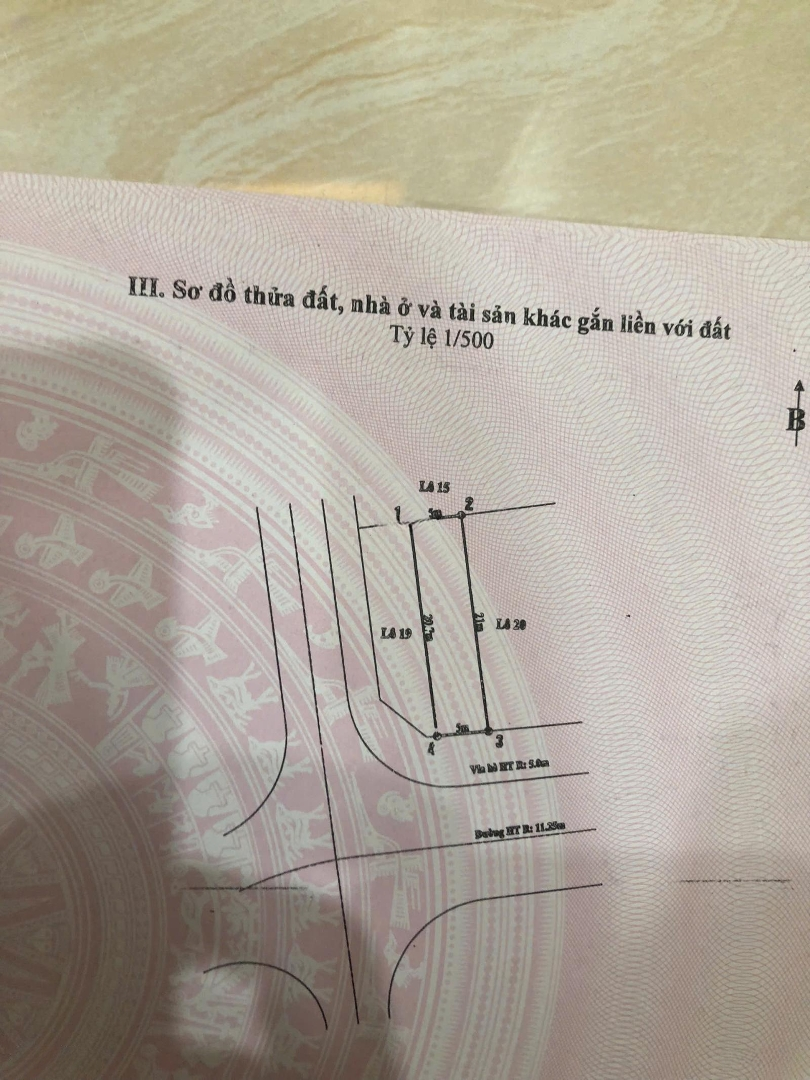 III. Sơ đồ thửa đất, nhà ở và tài sản khác gắn liền với đất
Tỷ lệ 1/500
B
Lô 15
1
5m
2
Lô 19
20.7m
21m
Lô 20
4
5m
3
Vỉa hè HT R: 5.0m
Đường HT R: 11.25m